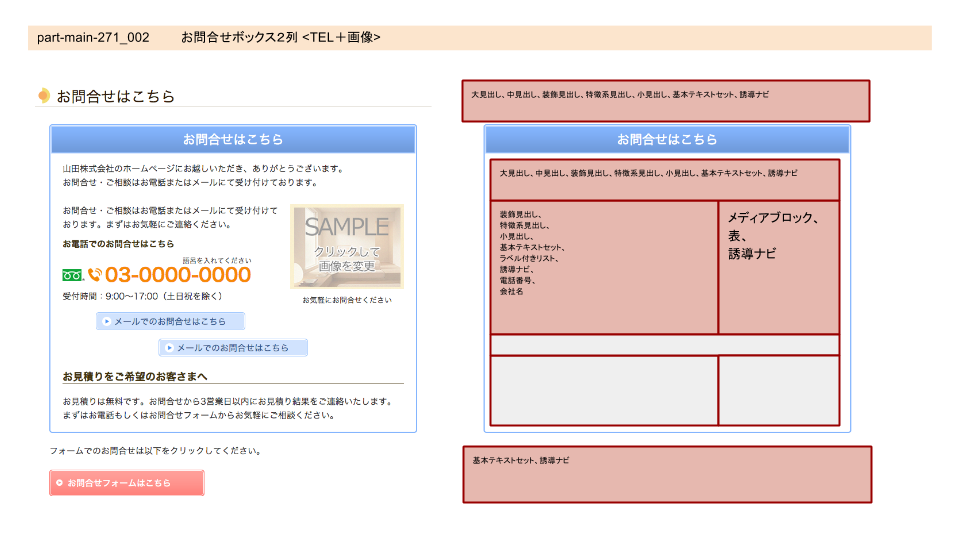 part-main-271_002 お問合せボックス２列 <TEL＋画像>
お問合せはこちら
お問合せはこちら
山田株式会社のホームページにお越しいただき、ありがとうございます。
お問合せ・ご相談はお電話またはメールにて受け付けております。
お問合せ・ご相談はお電話またはメールにて受け付けて
おります。まずはお気軽にご連絡ください。
お電話でのお問合せはこちら
語呂を入れてください
03-0000-0000
受付時間：9:00～17:00（土日祝を除く）
SAMPLE
クリックして
画像を変更
お気軽にお問合せください
メールでのお問合せはこちら
メールでのお問合せはこちら
お見積りをご希望のお客さまへ
お見積りは無料です。お問合せから3営業日以内にお見積り結果をご連絡いたします。
まずはお電話もしくはお問合せフォームからお気軽にご相談ください。
フォームでのお問合せは以下をクリックしてください。
お問合せフォームはこちら
大見出し、中見出し、装飾見出し、特徴系見出し、小見出し、基本テキストセット、誘導ナビ
お問合せはこちら
大見出し、中見出し、装飾見出し、特徴系見出し、小見出し、基本テキストセット、誘導ナビ
装飾見出し、
特徴系見出し、
小見出し、
基本テキストセット、
ラベル付きリスト、
誘導ナビ、
電話番号、
会社名
メディアブロック、
表、
誘導ナビ
基本テキストセット、誘導ナビ